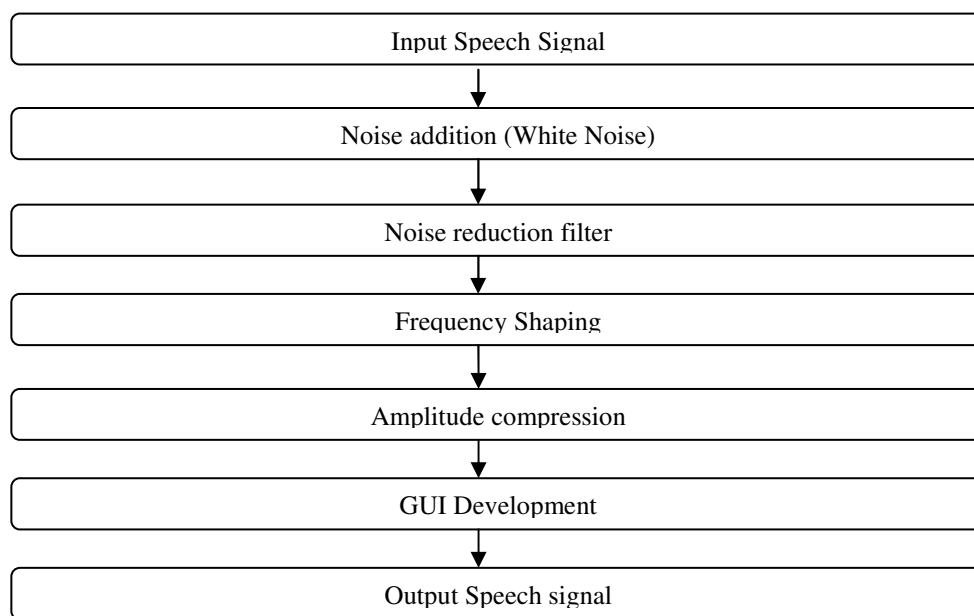 Input Speech Signal
Noise addition (White Noise)
Noise reduction filter
Frequency Shaping
Amplitude compression
GUI Development
Output Speech signal